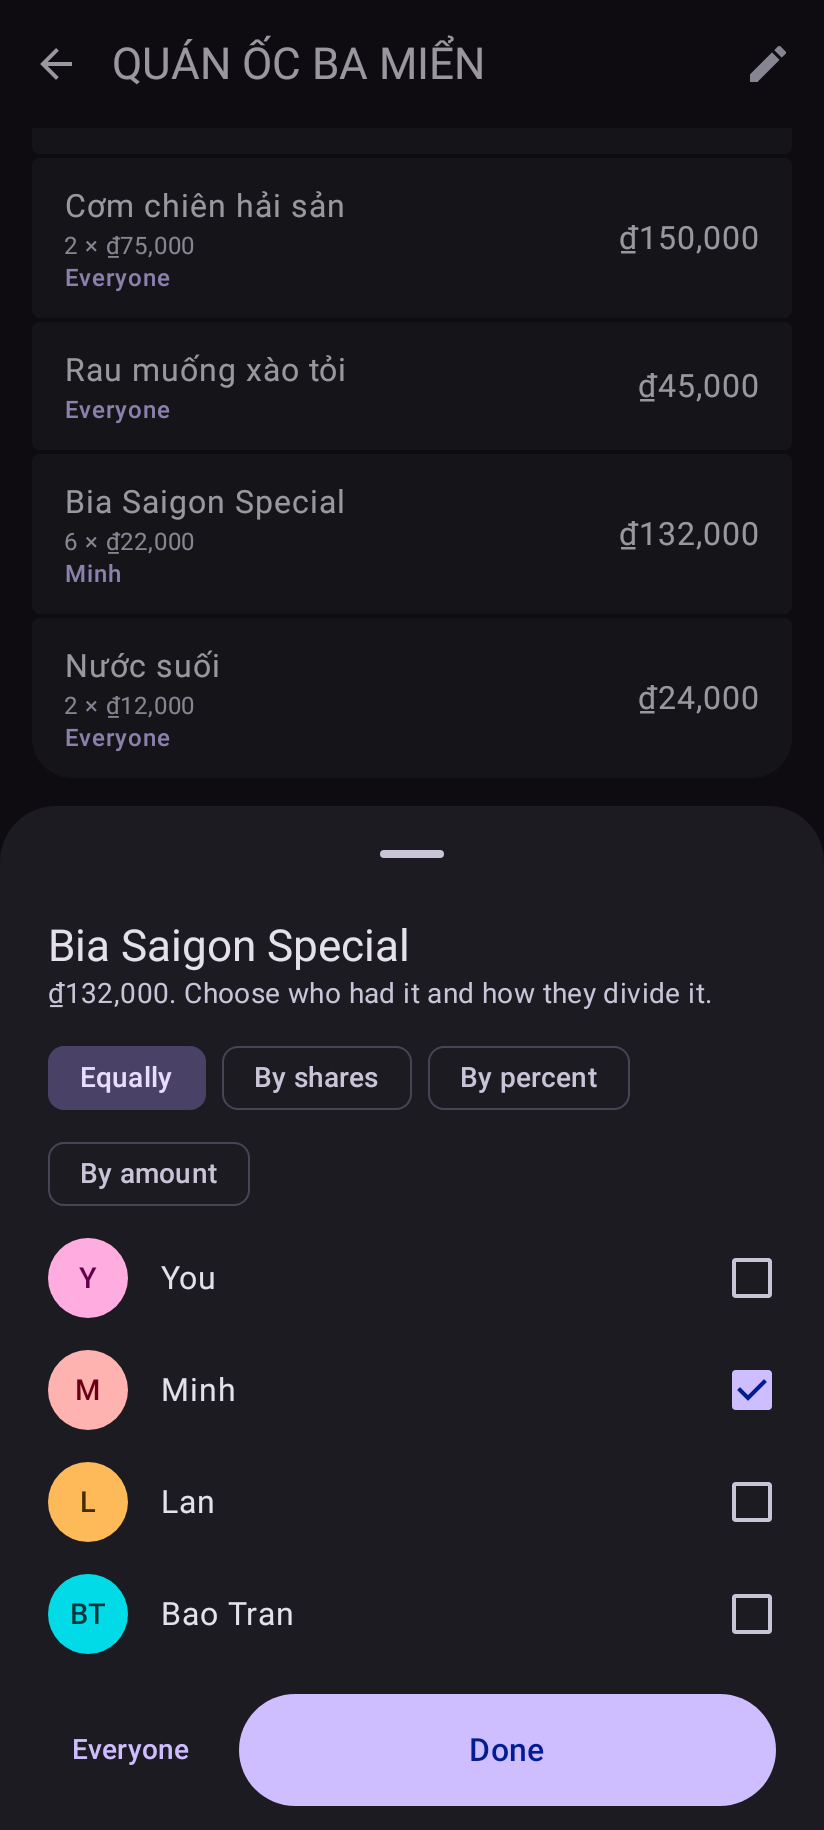 QUÁN ỐC BA MIỂN
Cơm chiên hải sản
2 × ₫75,000
Everyone
₫150,000
Rau muống xào tỏi
Everyone
₫45,000
Bia Saigon Special
6 × ₫22,000
Minh
₫132,000
Nước suối
2 × ₫12,000
Everyone
₫24,000
Bia Saigon Special
₫132,000. Choose who had it and how they divide it.
Equally
By shares
By percent
By amount
Y You
M Minh
L Lan
BT Bao Tran
Everyone
Done